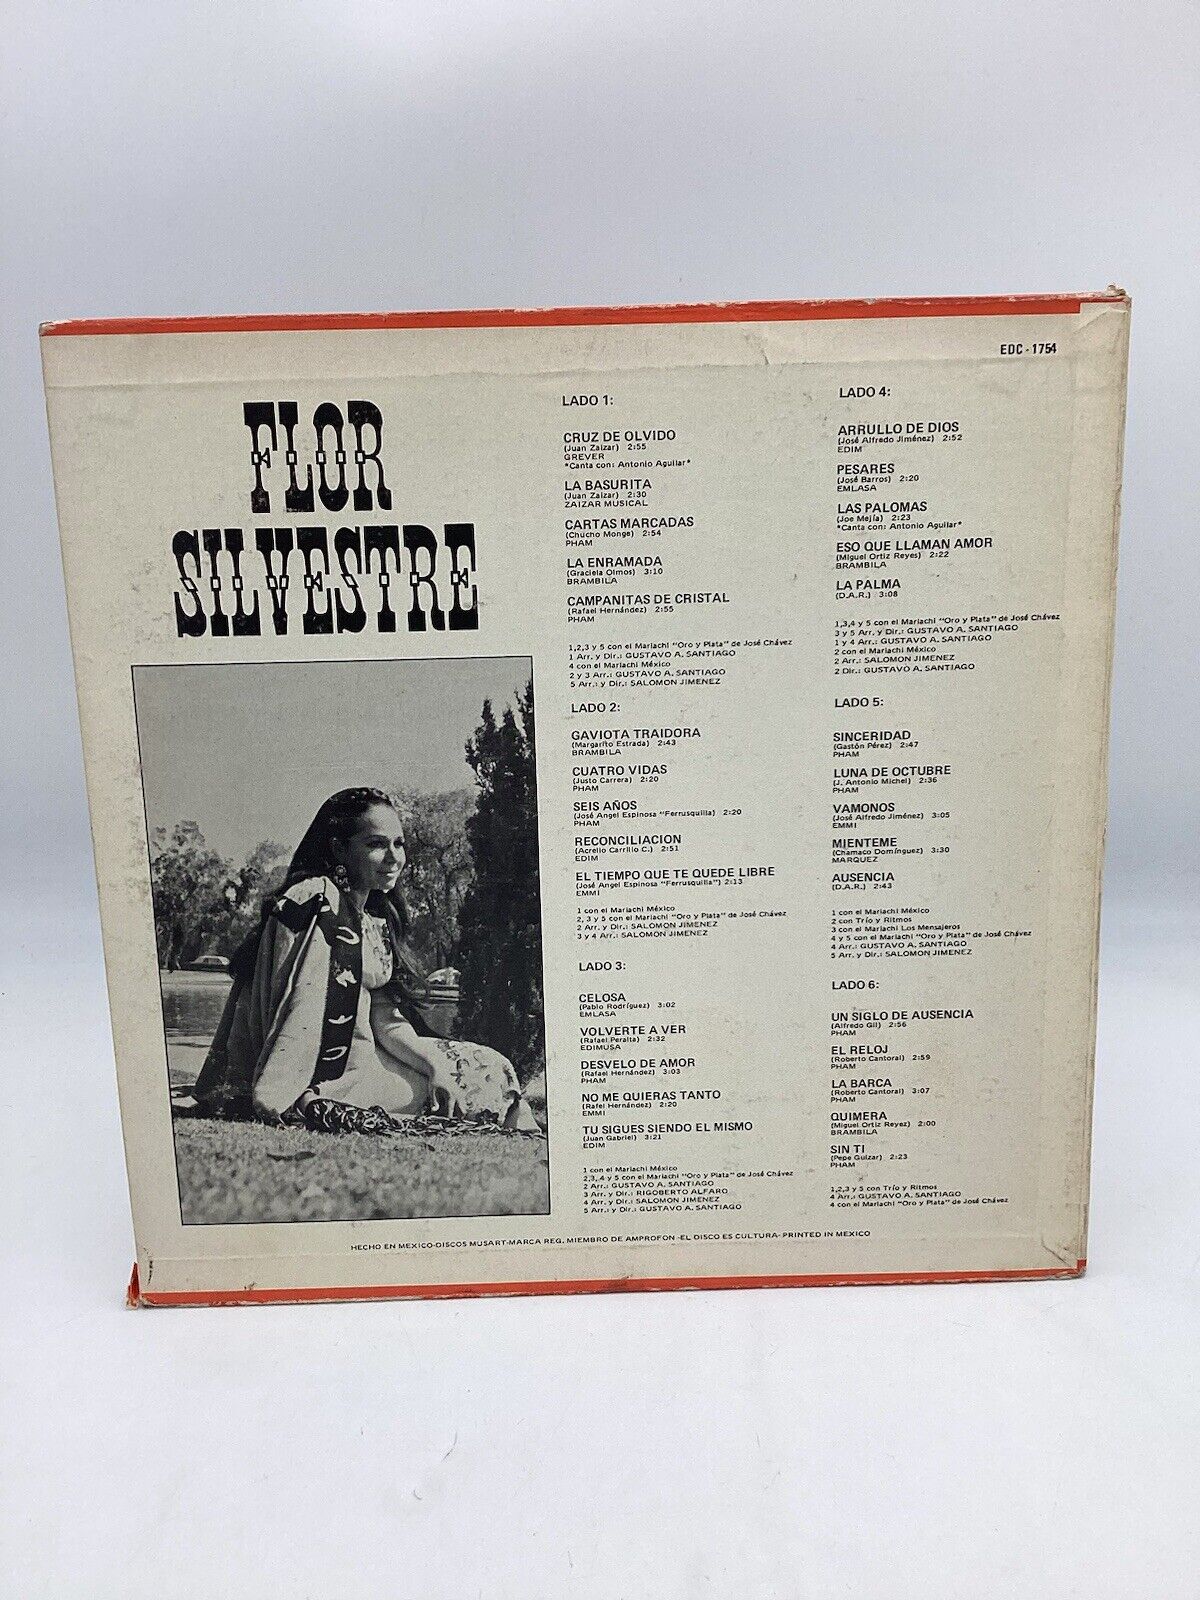 EDC - 1754
FLOR
SILVESTRE
LADO 1:
CRUZ DE OLVIDO
(Juan Zaizar) 2:55
GREVER
*Canta con: Antonio Aguilar*
LA BASURITA
(Juan Zaizar) 2:30
ZAIZAR MUSICAL
CARTAS MARCADAS
(Chucho Monge) 2:54
PHAM
LA ENRAMADA
(Graciela Olmos) 3:10
BRAMBILA
CAMPANITAS DE CRISTAL
(Rafael Hernández) 2:55
PHAM
1,2,3 y 5 con el Mariachi "Oro y Plata" de José Chávez
1 Arr. y Dir.: GUSTAVO A. SANTIAGO
4 con el Mariachi México
2 y 3 Arr.: GUSTAVO A. SANTIAGO
5 Arr.: y Dir.: SALOMON JIMENEZ
LADO 2:
GAVIOTA TRAIDORA
(Margarito Estrada) 2:43
BRAMBILA
CUATRO VIDAS
(Justo Carrera) 2:20
PHAM
SEIS AÑOS
(José Angel Espinosa "Ferrusquilla) 2:20
PHAM
RECONCILIACION
(Acrelio Carrillo C.) 2:51
EDIM
EL TIEMPO QUE TE QUEDE LIBRE
(José Angel Espinosa "Ferrusquilla") 2:13
EMMI
1 con el Mariachi México
2, 3 y 5 con el Mariachi "Oro y Plata" de José Chávez
2 Arr. y Dir.: SALOMON JIMENEZ
3 y 4 Arr.: SALOMON JIMENEZ
LADO 3:
CELOSA
(Pablo Rodríguez) 3:02
EMLASA
VOLVERTE A VER
(Rafael Peralta) 2:32
EDIMUSA
DESVELO DE AMOR
(Rafael Hernández) 3:03
PHAM
NO ME QUIERAS TANTO
(Rafel Hernández) 2:20
EMMI
TU SIGUES SIENDO EL MISMO
(Juan Gabriel) 3:21
EDIM
1 con el Mariachi México
2,3,4 y 5 con el Mariachi "Oro y Plata" de José Chávez
2 Arr.: GUSTAVO A. SANTIAGO
3 Arr. y Dir.: RIGOBERTO ALFARO
4 Arr. y Dir.: SALOMON JIMENEZ
5 Arr.: y Dir.: GUSTAVO A. SANTIAGO
LADO 4:
ARRULLO DE DIOS
(José Alfredo Jiménez) 2:52
EDIM
PESARES
(José Barros) 2:20
EMLASA
LAS PALOMAS
(Joe Mejía) 2:23
*Canta con: Antonio Aguilar*
ESO QUE LLAMAN AMOR
(Miguel Ortiz Reyes) 2:22
BRAMBILA
LA PALMA
(D.A.R.) 3:08
1,3,4 y 5 con el Mariachi "Oro y Plata" de José Chávez
3 y 5 Arr. y Dir.: GUSTAVO A. SANTIAGO
1 y 4 Arr.: GUSTAVO A. SANTIAGO
2 con el Mariachi México
2 Arr.: SALOMON JIMENEZ
2 Dir.: GUSTAVO A. SANTIAGO
LADO 5:
SINCERIDAD
(Gastón Pérez) 2:47
PHAM
LUNA DE OCTUBRE
(J. Antonio Michel) 2:36
PHAM
VAMONOS
(José Alfredo Jiménez) 3:05
EMMI
MIENTEME
(Chamaco Domínguez) 3:30
MARQUEZ
AUSENCIA
(D.A.R.) 2:43
1 con el Mariachi México
2 con Trío y Ritmos
3 con el Mariachi Los Mensajeros
4 y 5 con el Mariachi "Oro y Plata" de José Chávez
4 Arr.: GUSTAVO A. SANTIAGO
5 Arr. y Dir.: SALOMON JIMENEZ
LADO 6:
UN SIGLO DE AUSENCIA
(Alfredo Gil) 2:56
PHAM
EL RELOJ
(Roberto Cantoral) 2:59
PHAM
LA BARCA
(Roberto Cantoral) 3:07
PHAM
QUIMERA
(Miguel Ortiz Reyez) 2:00
BRAMBILA
SIN TI
(Pepe Guízar) 2:23
PHAM
1,2,3 y 5 con Trío y Ritmos
4 Arr.: GUSTAVO A. SANTIAGO
4 con el Mariachi "Oro y Plata" de José Chávez
HECHO EN MEXICO-DISCOS MUSART-MARCA REG. MIEMBRO DE AMPROFON -EL DISCO ES CULTURA- PRINTED IN MEXICO